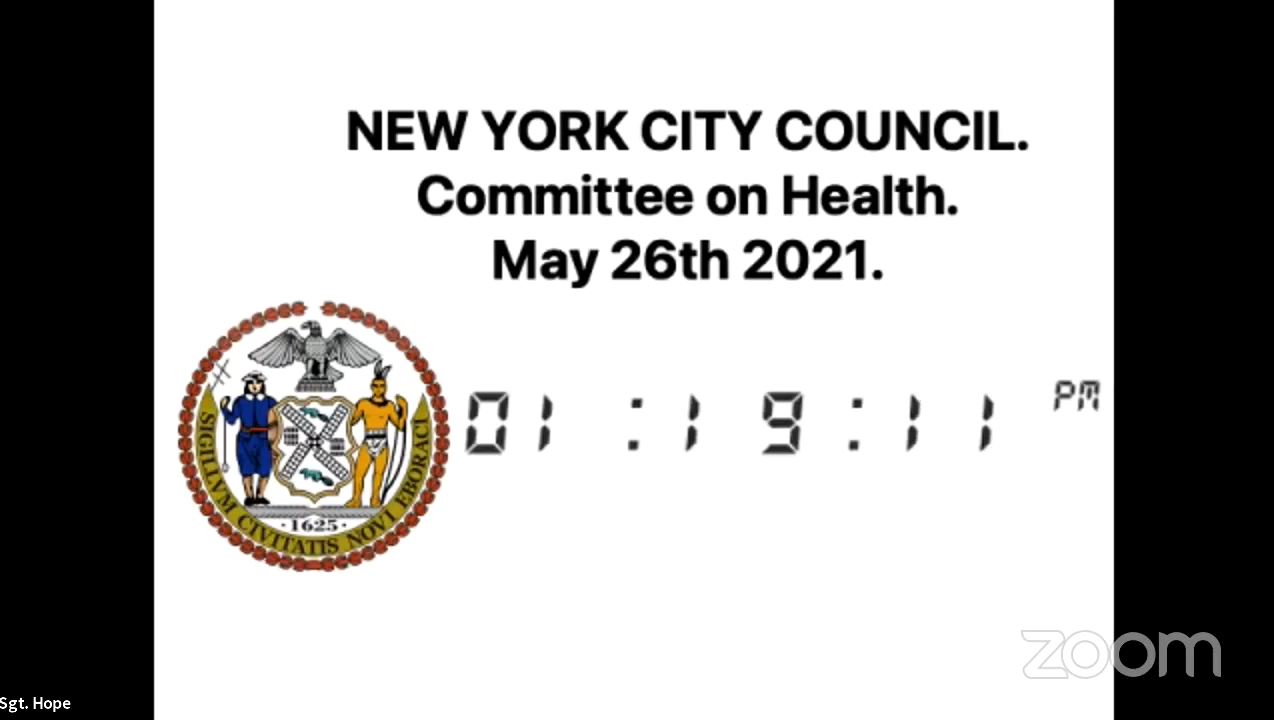 NEW YORK CITY COUNCIL.
Committee on Health.
May 26th 2021.
01:19:11 PM
SIGILLVM CIVITATIS NOVI EBORACI
·1625·
zoom
Sgt. Hope